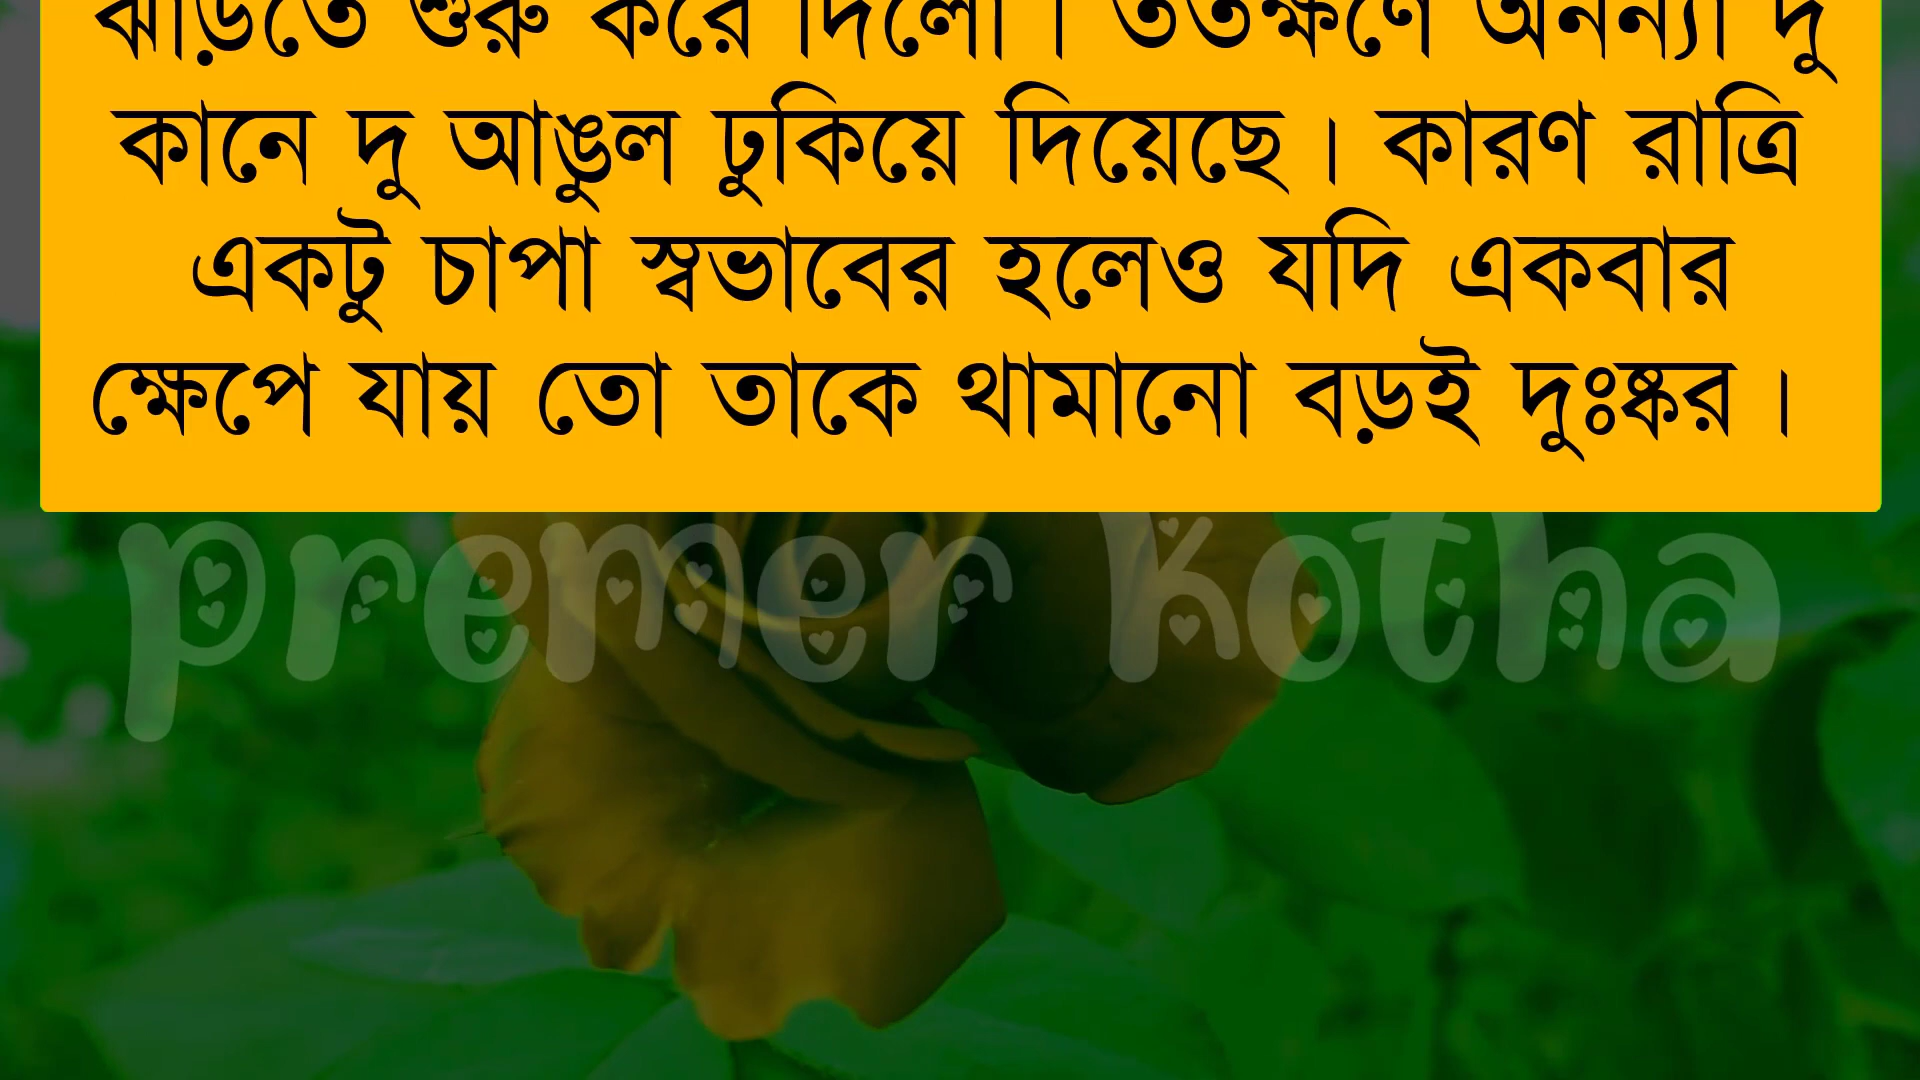 ঝাড়তে শুরু করে দিলো। ততক্ষণে অনন্যা দু
কানে দু আঙুল ঢুকিয়ে দিয়েছে। কারণ রাত্রি
একটু চাপা স্বভাবের হলেও যদি একবার
ক্ষেপে যায় তো তাকে থামানো বড়ই দুঃষ্কর।
premer kotha